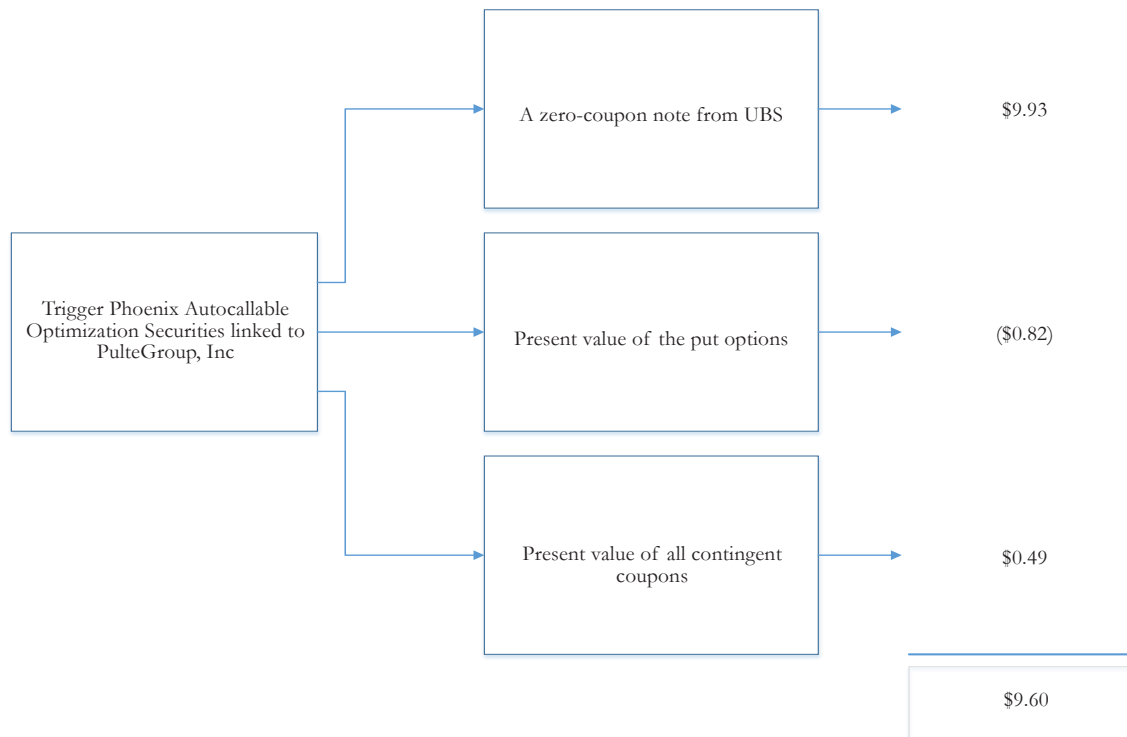 A zero-coupon note from UBS
$9.93
Trigger Phoenix Autocallable
Optimization Securities linked to
PulteGroup, Inc
Present value of the put options
($0.82)
Present value of all contingent
coupons
$0.49
$9.60